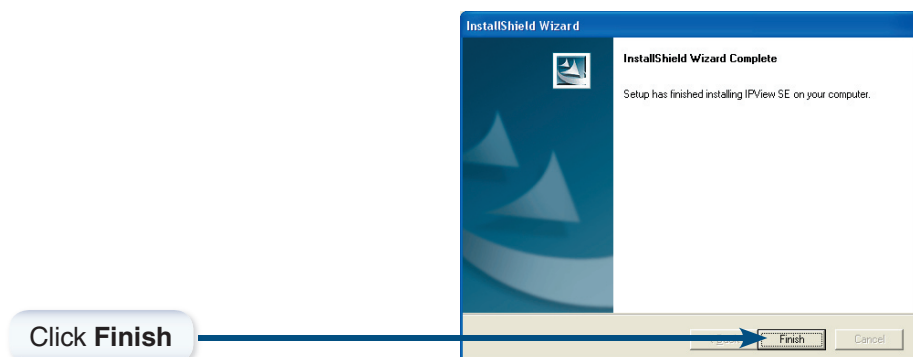 InstallShield Wizard
InstallShield Wizard Complete
Setup has finished installing IPView SE on your computer.
Click Finish
Finish
Cancel